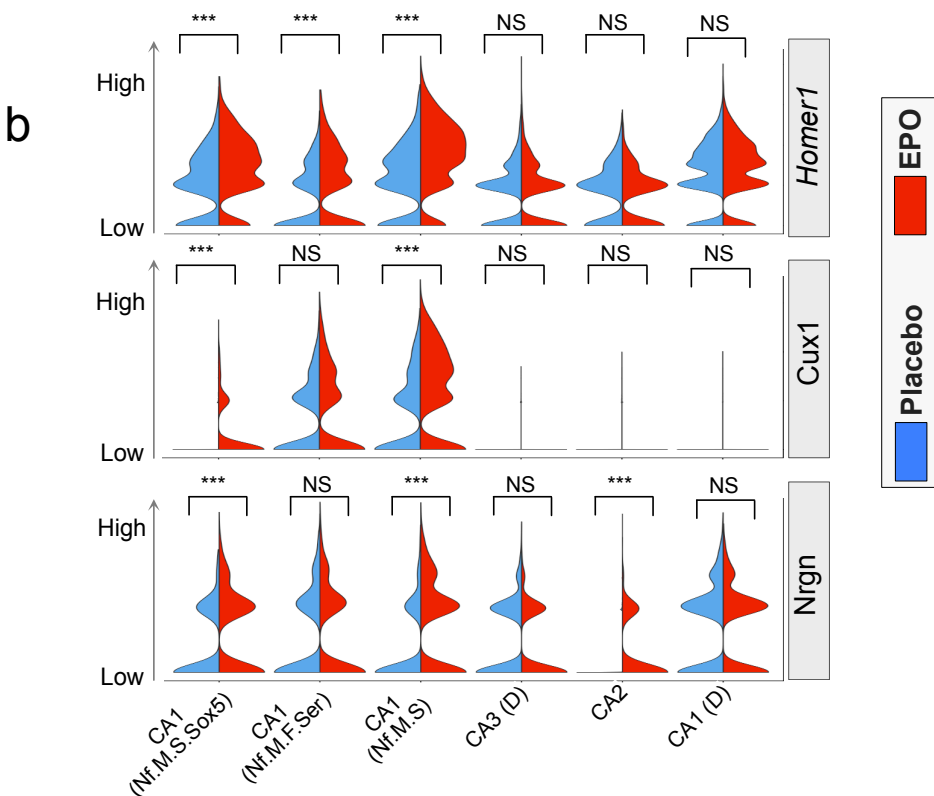 b
*** *** *** NS NS NS
High
Low
Homer1
*** NS *** NS NS NS
High
Low
Cux1
*** NS *** NS *** NS
High
Low
Nrgn
CA1
(Nf.M.S.Sox5)
CA1
(Nf.M.F.Ser)
CA1
(Nf.M.S)
CA3 (D)
CA2
CA1 (D)
Placebo
EPO